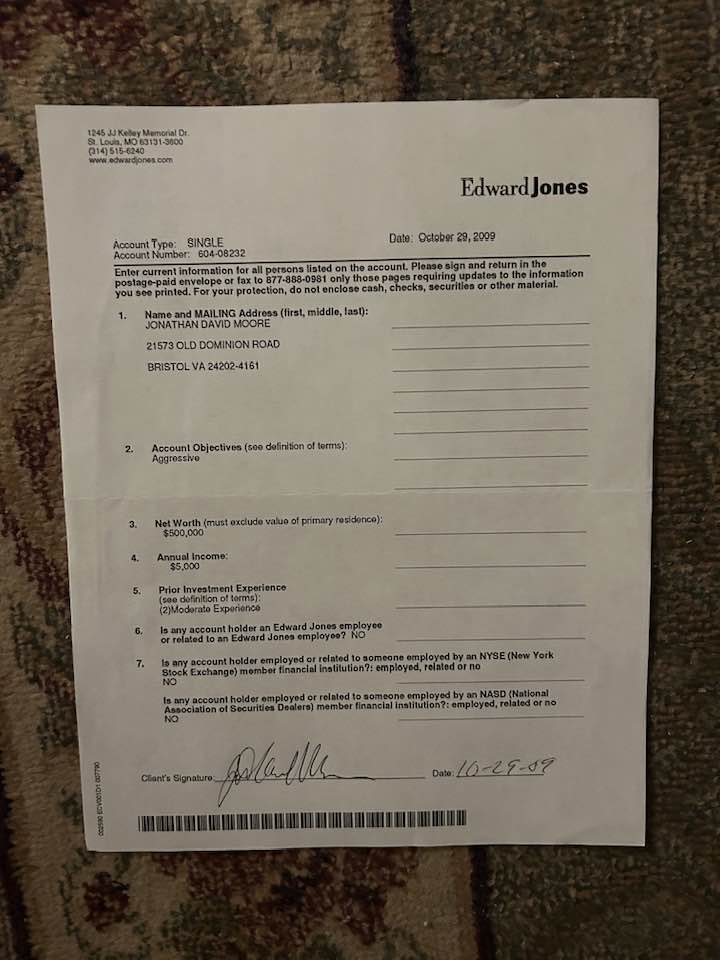 1245 JJ Kelley Memorial Dr.
St. Louis, MO 63131-3600
(314) 515-6240
www.edwardjones.com
Edward Jones
Account Type: SINGLE
Account Number: 604-08232
Date: October 29, 2009
Enter current information for all persons listed on the account. Please sign and return in the
postage-paid envelope or fax to 877-888-0981 only those pages requiring updates to the information
you see printed. For your protection, do not enclose cash, checks, securities or other material.
1. Name and MAILING Address (first, middle, last):
JONATHAN DAVID MOORE
21573 OLD DOMINION ROAD
BRISTOL VA 24202-4161
2. Account Objectives (see definition of terms):
Aggressive
3. Net Worth (must exclude value of primary residence):
$500,000
4. Annual Income:
$5,000
5. Prior Investment Experience
(see definition of terms):
(2)Moderate Experience
6. Is any account holder an Edward Jones employee
or related to an Edward Jones employee? NO
7. Is any account holder employed or related to someone employed by an NYSE (New York
Stock Exchange) member financial institution?: employed, related or no
NO
Is any account holder employed or related to someone employed by an NASD (National
Association of Securities Dealers) member financial institution?: employed, related or no
NO
Client's Signature:
Date: 10-29-09